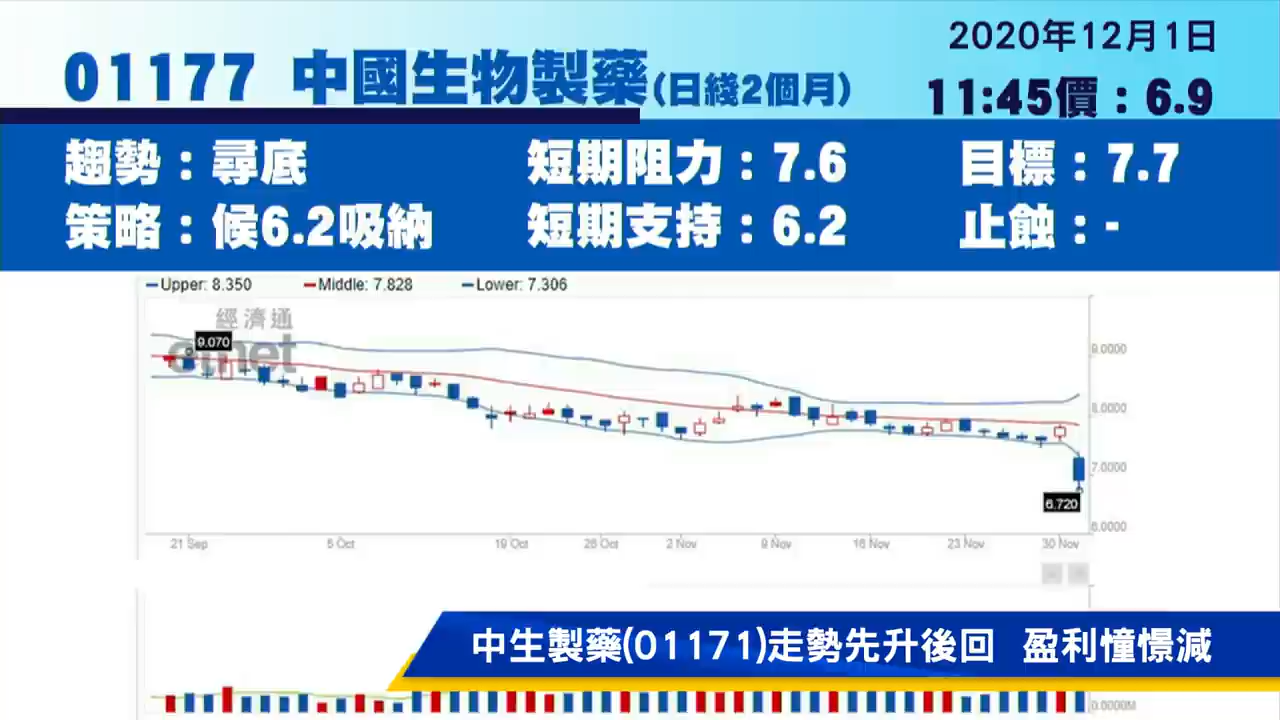 2020年12月1日
01177 中國生物製藥(日綫2個月)
11:45價：6.9
趨勢：尋底 短期阻力：7.6 目標：7.7
策略：候6.2吸納 短期支持：6.2 止蝕：-
Upper: 8.350 Middle: 7.828 Lower: 7.306
經濟通
etnet
9.070
9.0000
8.0000
7.0000
6.720
6.0000
21 Sep 5 Oct 19 Oct 26 Oct 2 Nov 9 Nov 16 Nov 23 Nov 30 Nov
中生製藥(01171)走勢先升後回 盈利憧憬減
0.0000M